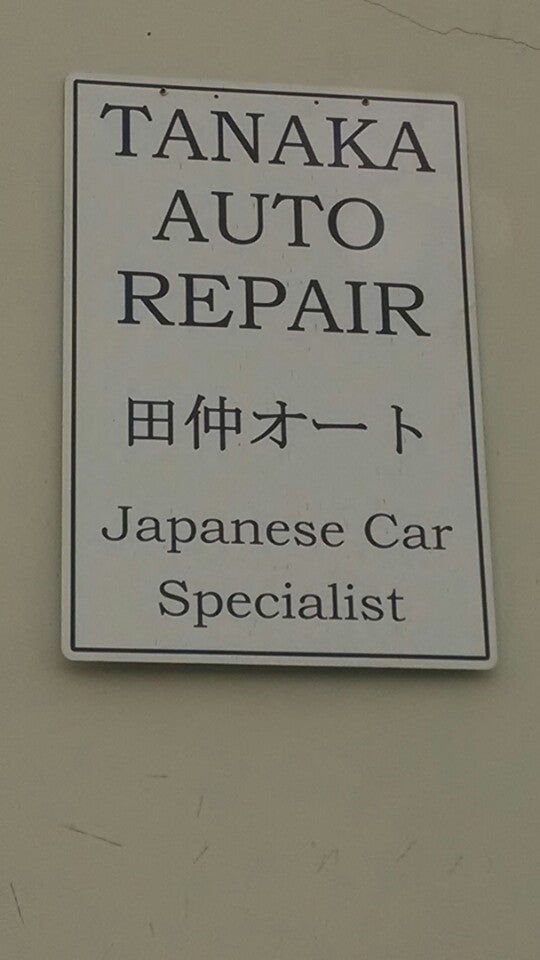 TANAKA
AUTO
REPAIR
田仲オート
Japanese Car
Specialist